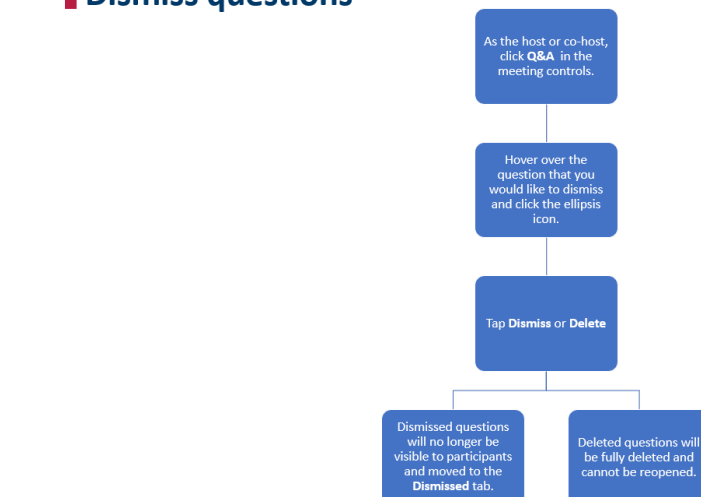 Dismiss questions
As the host or co-host,
click Q&A in the
meeting controls.
Hover over the
question that you
would like to dismiss
and click the ellipsis
icon.
Tap Dismiss or Delete
Dismissed questions
will no longer be
visible to participants
and moved to the
Dismissed tab.
Deleted questions will
be fully deleted and
cannot be reopened.